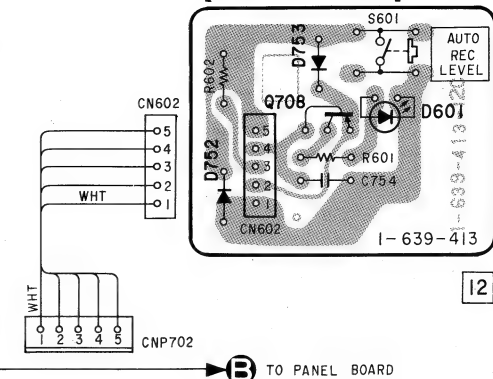 S601
AUTO
REC
LEVEL
D753
R602
CN602
Q708
D601
5
4
3
2
1
5
4
3
2
1
D752
R601
C754
WHT
CN602
1-639-413
1-639-413
12
WHT
1 2 3 4 5
CNP702
B TO PANEL BOARD